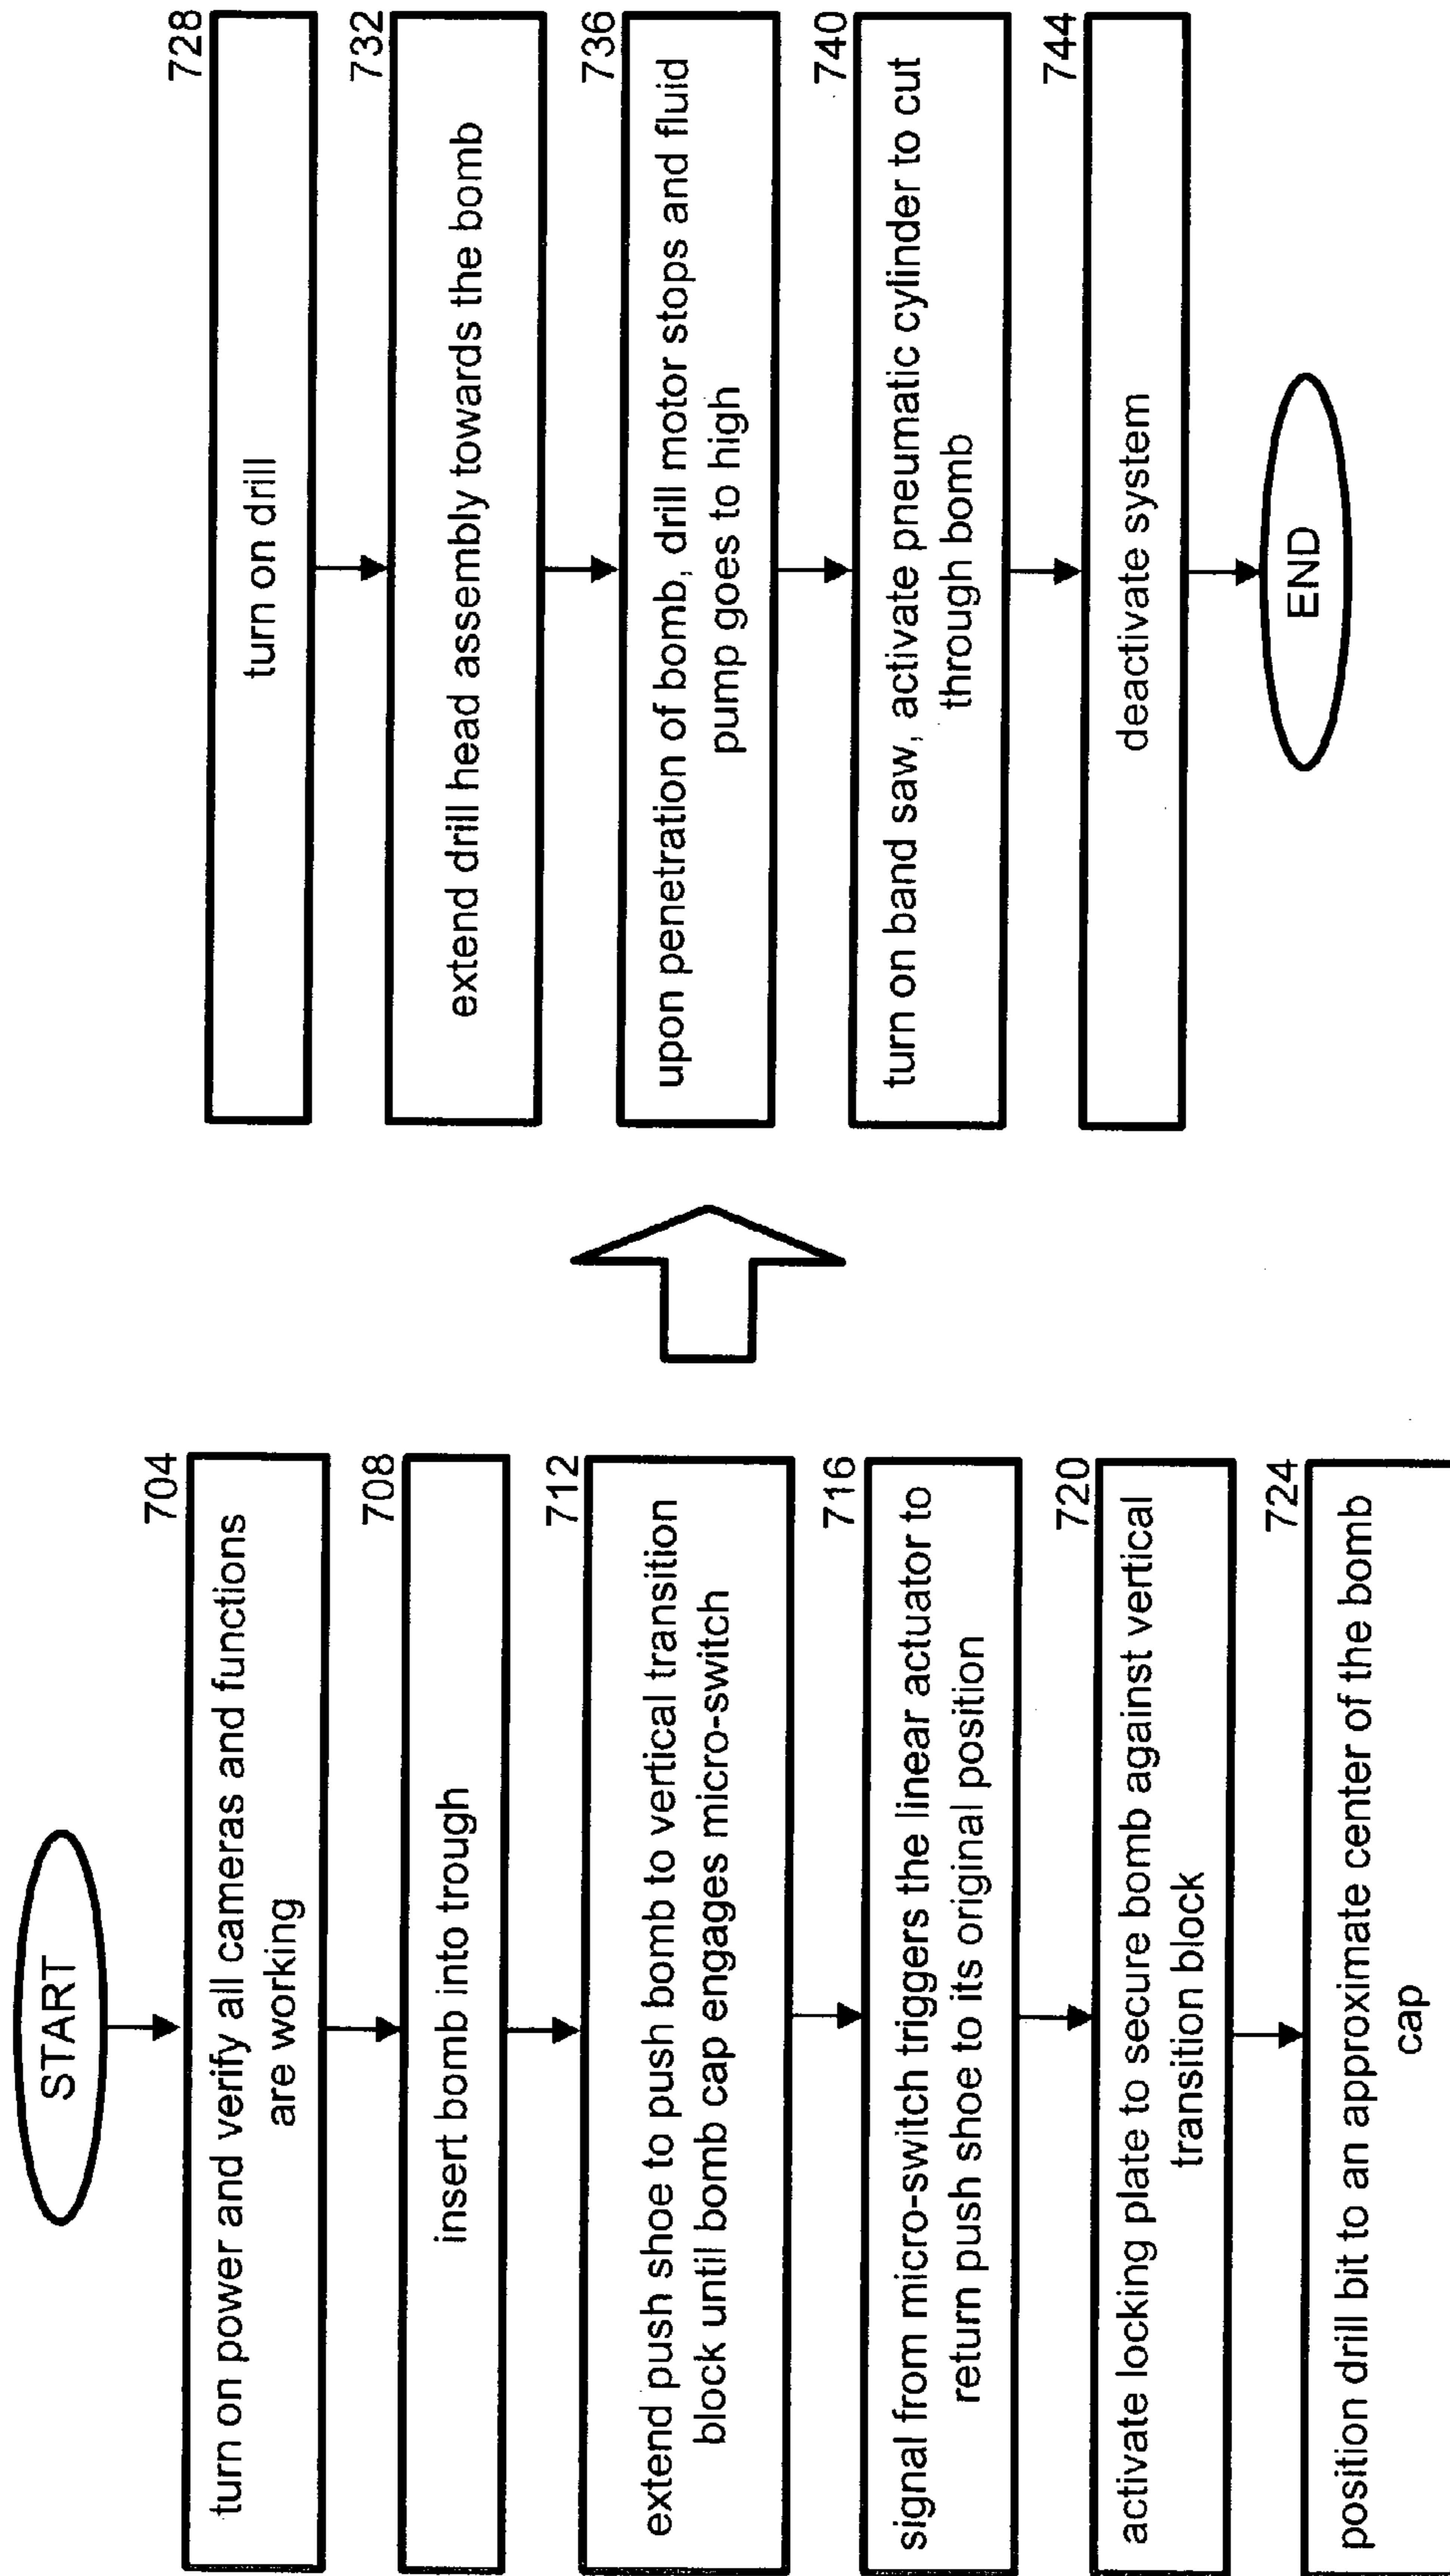 START
704
turn on power and verify all cameras and functions
are working
708
insert bomb into trough
712
extend push shoe to push bomb to vertical transition
block until bomb cap engages micro-switch
716
signal from micro-switch triggers the linear actuator to
return push shoe to its original position
720
activate locking plate to secure bomb against vertical
transition block
724
position drill bit to an approximate center of the bomb
cap
728
turn on drill
732
extend drill head assembly towards the bomb
736
upon penetration of bomb, drill motor stops and fluid
pump goes to high
740
turn on band saw, activate pneumatic cylinder to cut
through bomb
744
deactivate system
END